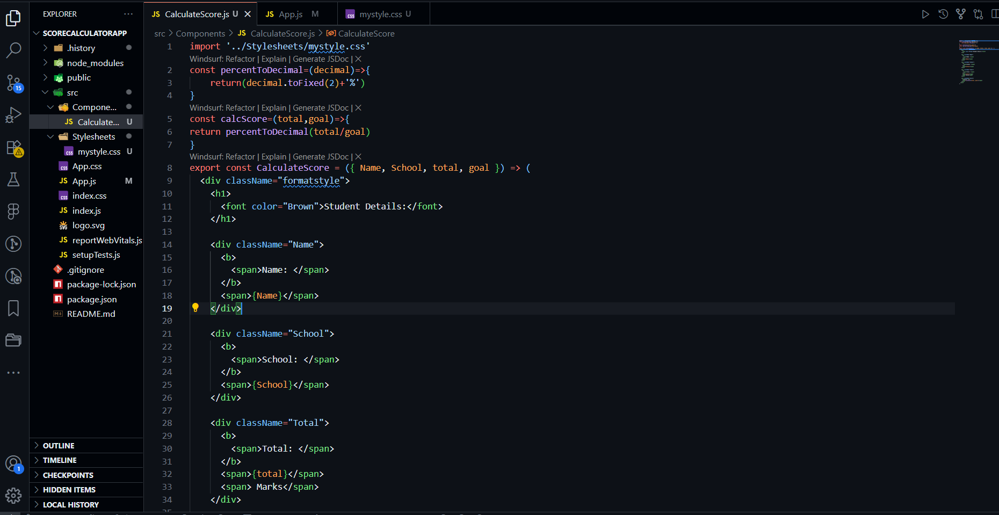 EXPLORER
SCORECALCULATORAPP
.history
node_modules
public
src
Compone...
Calculate... U
Stylesheets
mystyle.css U
App.css
App.js M
index.css
index.js
logo.svg
reportWebVitals.js
setupTests.js
.gitignore
package-lock.json
package.json
README.md
OUTLINE
TIMELINE
CHECKPOINTS
HIDDEN ITEMS
LOCAL HISTORY
15
1
JS CalculateScore.js U
JS App.js M
css mystyle.css U
src > Components > JS CalculateScore.js > CalculateScore
1 import '../Stylesheets/mystyle.css'
Windsurf: Refactor | Explain | Generate JSDoc | X
2 const percentToDecimal=(decimal)=>{
3 return(decimal.toFixed(2)+'%')
4 }
Windsurf: Refactor | Explain | Generate JSDoc | X
5 const calcScore=(total,goal)=>{
6 return percentToDecimal(total/goal)
7 }
Windsurf: Refactor | Explain | Generate JSDoc | X
8 export const CalculateScore = ({ Name, School, total, goal }) => (
9 <div className="formatstyle">
10 <h1>
11 <font color="Brown">Student Details:</font>
12 </h1>
13
14 <div className="Name">
15 <b>
16 <span>Name: </span>
17 </b>
18 <span>{Name}</span>
19 </div>
20
21 <div className="School">
22 <b>
23 <span>School: </span>
24 </b>
25 <span>{School}</span>
26 </div>
27
28 <div className="Total">
29 <b>
30 <span>Total: </span>
31 </b>
32 <span>{total}</span>
33 <span> Marks</span>
34 </div>